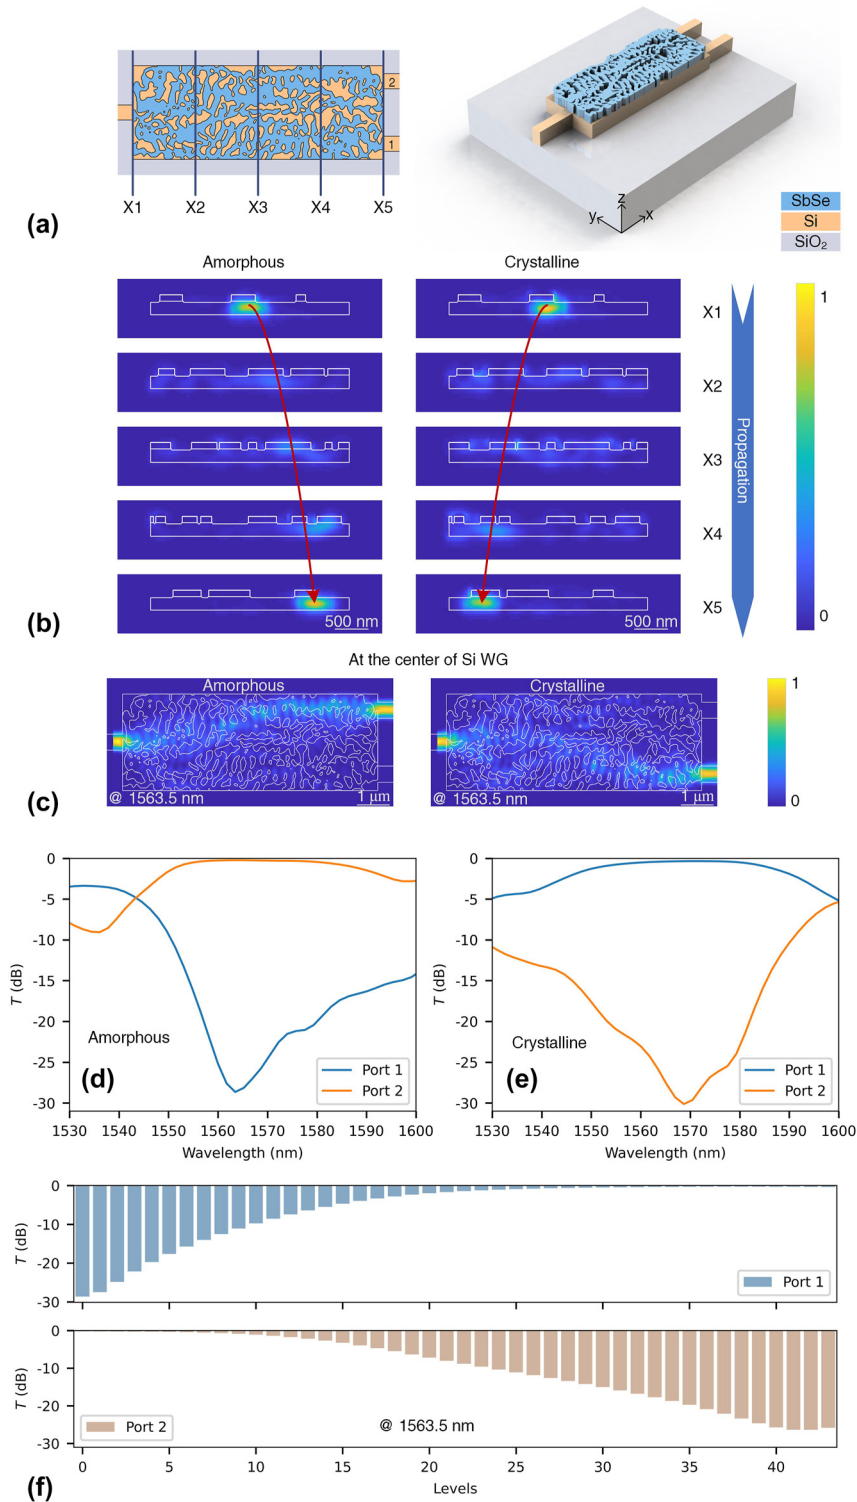 2
1
X1 X2 X3 X4 X5
(a)
z
y x
SbSe
Si
SiO2
Amorphous Crystalline
X1
X2
X3
X4
X5
Propagation
1
0
500 nm 500 nm
(b)
At the center of Si WG
Amorphous Crystalline
@ 1563.5 nm 1 μm @ 1563.5 nm 1 μm
1
0
(c)
0
-5
-10
-15
-20
-25
-30
T (dB)
Amorphous
(d)
Port 1
Port 2
1530 1540 1550 1560 1570 1580 1590 1600
Wavelength (nm)
0
-5
-10
-15
-20
-25
-30
T (dB)
Crystalline
(e)
Port 1
Port 2
1530 1540 1550 1560 1570 1580 1590 1600
Wavelength (nm)
0
-10
-20
-30
T (dB)
Port 1
0
-10
-20
-30
T (dB)
Port 2
@ 1563.5 nm
0 5 10 15 20 25 30 35 40
Levels
(f)